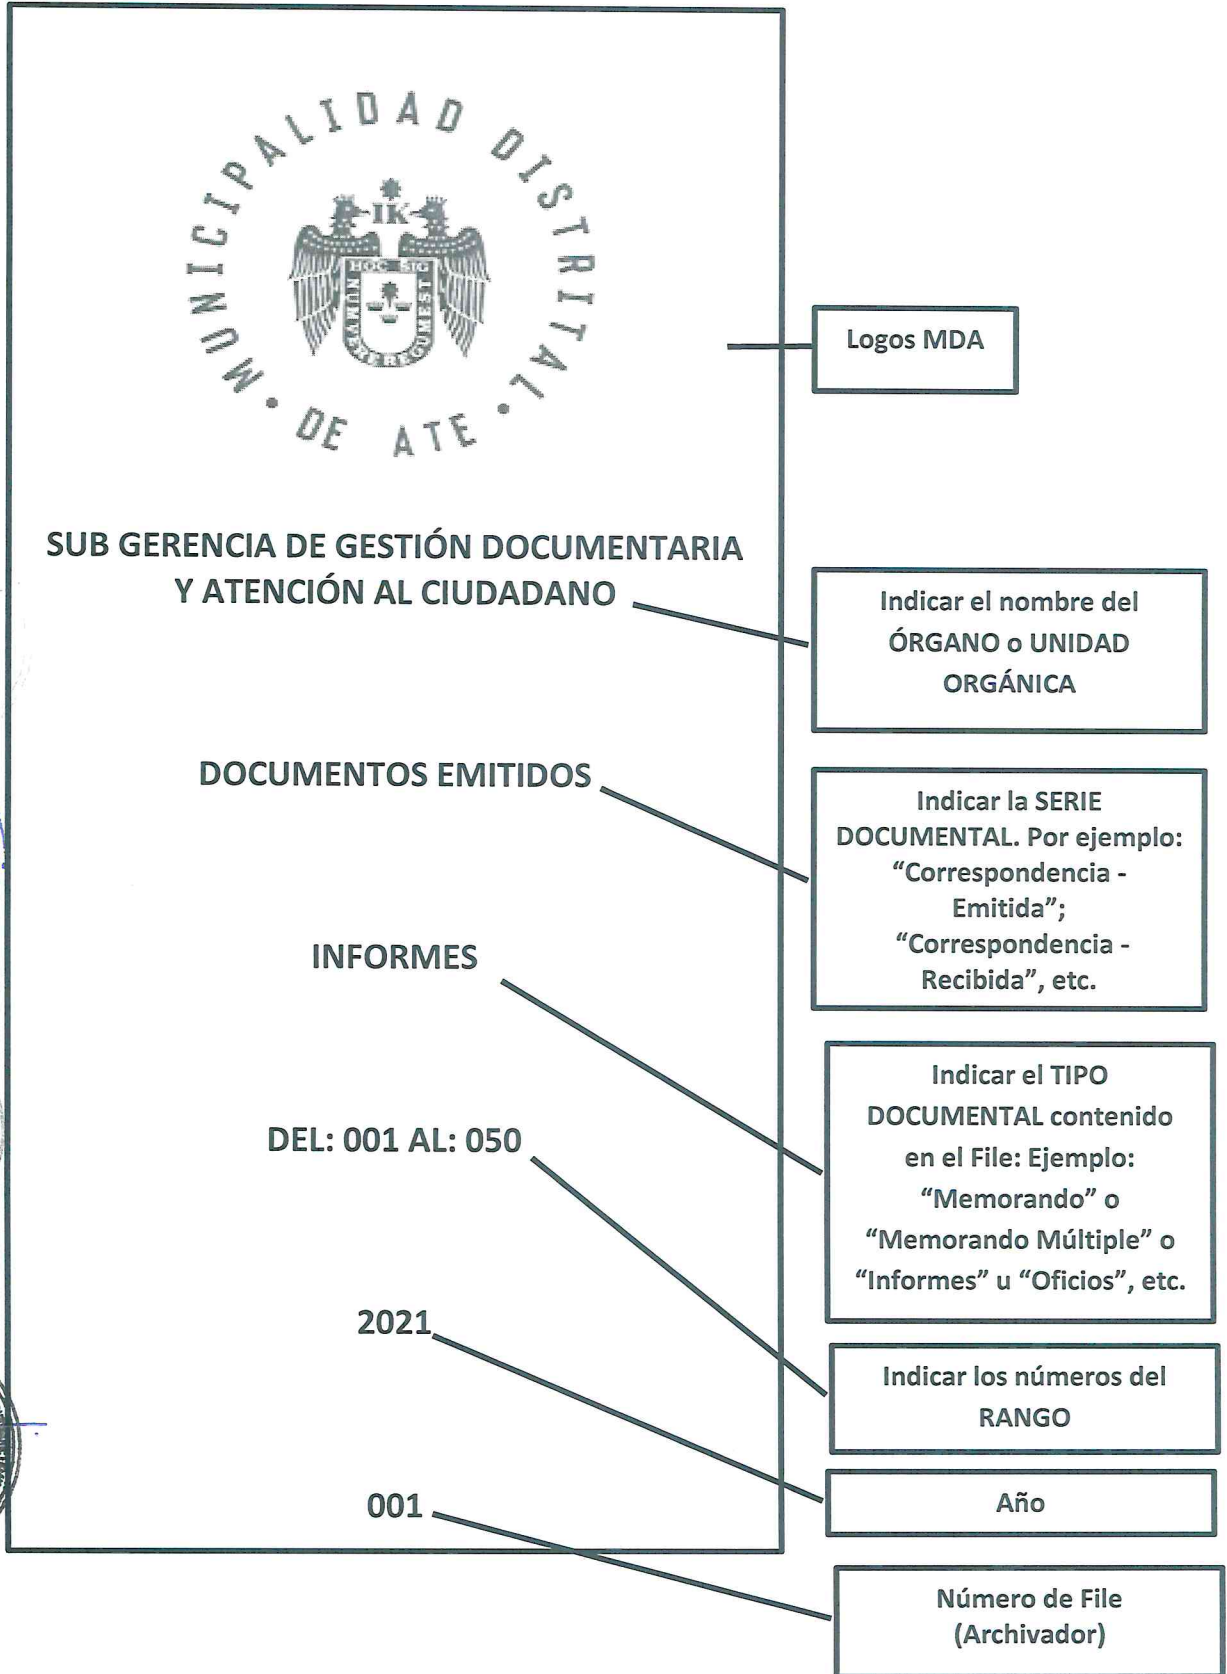 MUNICIPALIDAD DISTRITAL
• DE ATE •
IK
HOC SIG
NUM VERE REGUM EST
Logos MDA
SUB GERENCIA DE GESTIÓN DOCUMENTARIA
Y ATENCIÓN AL CIUDADANO
Indicar el nombre del
ÓRGANO o UNIDAD
ORGÁNICA
DOCUMENTOS EMITIDOS
Indicar la SERIE
DOCUMENTAL. Por ejemplo:
“Correspondencia -
Emitida”;
“Correspondencia -
Recibida”, etc.
INFORMES
Indicar el TIPO
DOCUMENTAL contenido
en el File: Ejemplo:
“Memorando” o
“Memorando Múltiple” o
“Informes” u “Oficios”, etc.
DEL: 001 AL: 050
Indicar los números del
RANGO
2021
Año
001
Número de File
(Archivador)